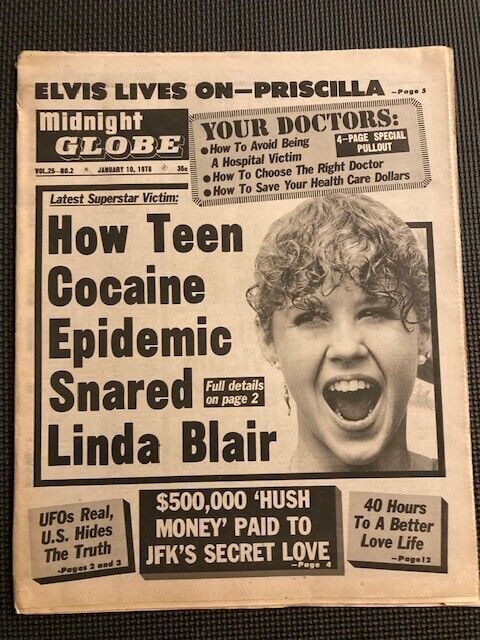 ELVIS LIVES ON—PRISCILLA —Page 5
Midnight
GLOBE
VOL.25—NO.2 JANUARY 10, 1978 35¢
YOUR DOCTORS:
•How To Avoid Being
A Hospital Victim
•How To Choose The Right Doctor
•How To Save Your Health Care Dollars
4-PAGE SPECIAL
PULLOUT
Latest Superstar Victim:
How Teen
Cocaine
Epidemic
Snared
Linda Blair
Full details
on page 2
UFOs Real,
U.S. Hides
The Truth
-Pages 2 and 3
$500,000 'HUSH
MONEY' PAID TO
JFK'S SECRET LOVE
—Page 4
40 Hours
To A Better
Love Life
—Page12